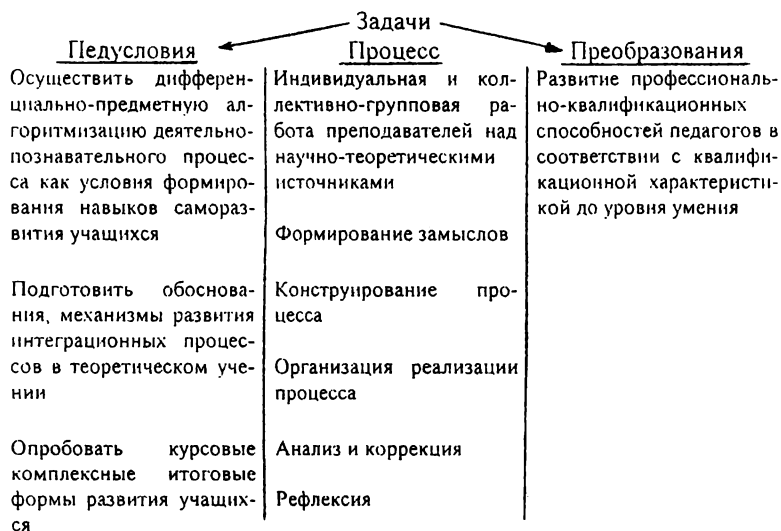 Задачи
Педусловия
Осуществить дифферен-
циально-предметную ал-
горитмизацию деятельно-
познавательного процес-
са как условия формиро-
вания навыков самораз-
вития учащихся
Подготовить обоснова-
ния, механизмы развития
интеграционных процес-
сов в теоретическом уче-
нии
Опробовать курсовые
комплексные итоговые
формы развития учащих-
ся
Процесс
Индивидуальная и кол-
лективно-групповая ра-
бота преподавателей над
научно-теоретическими
источниками
Формирование замыслов
Конструирование про-
цесса
Организация реализации
процесса
Анализ и коррекция
Рефлексия
Преобразования
Развитие профессиональ-
но-квалификационных
способностей педагогов в
соответствии с квалифи-
кационной характеристи-
кой до уровня умения